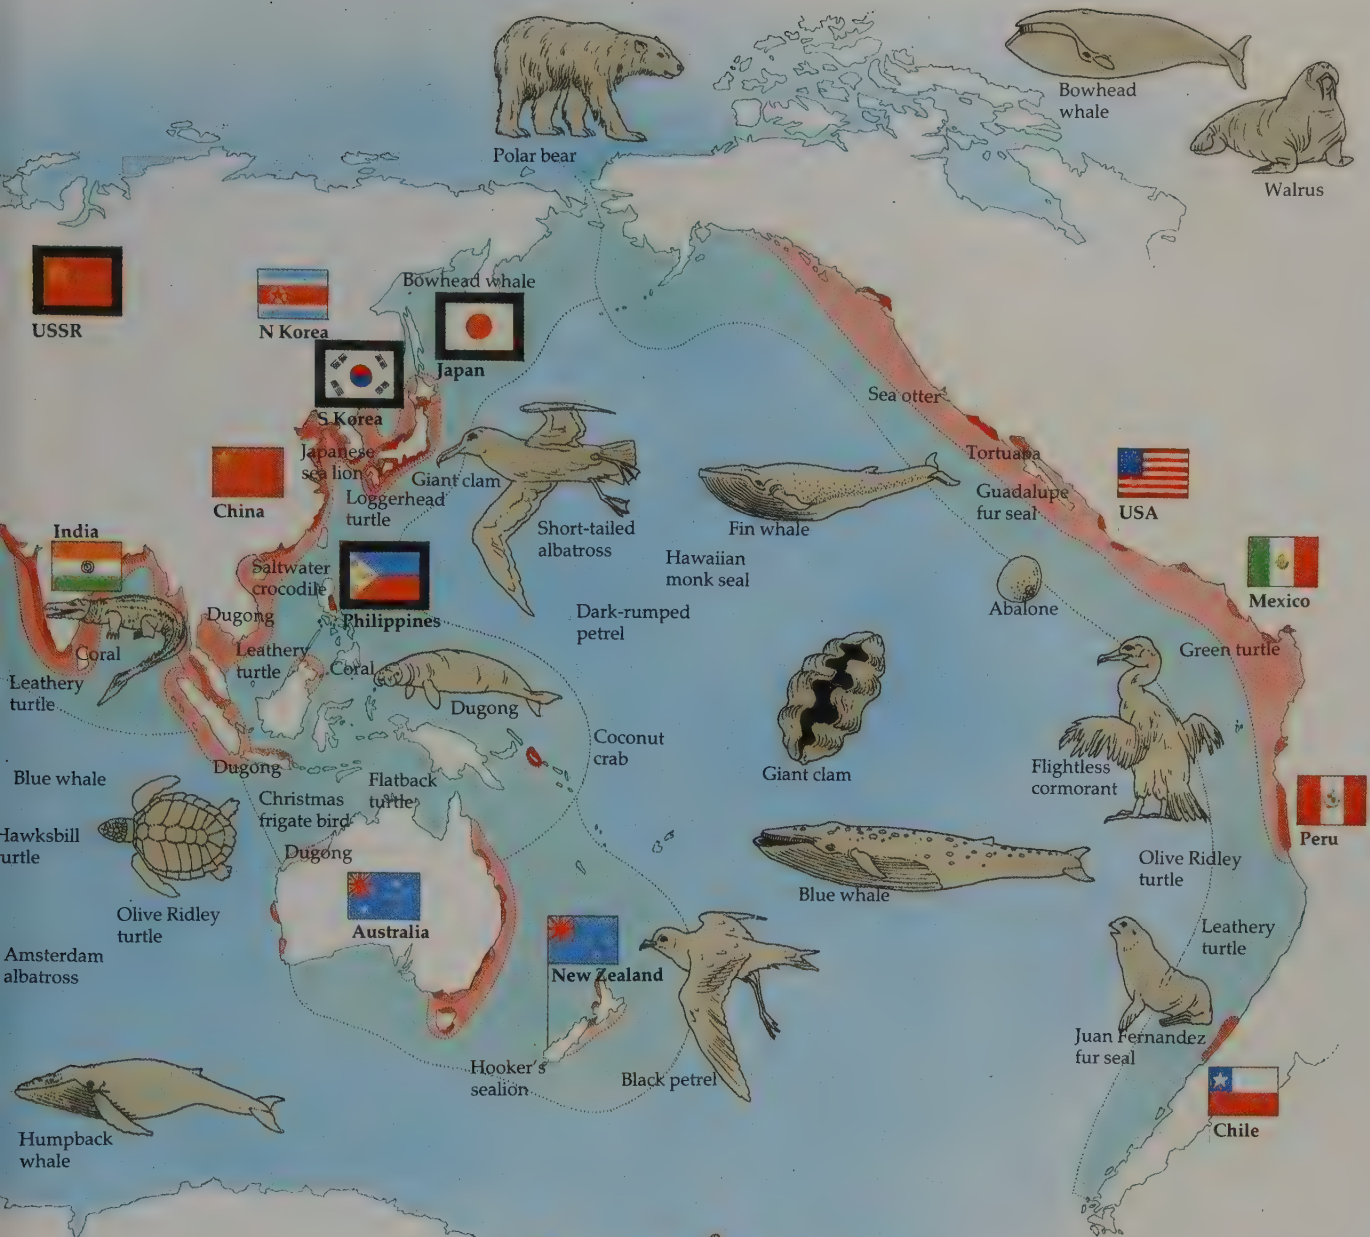 Polar bear
Bowhead
whale
Walrus
USSR
N Korea
Bowhead whale
Japan
S Korea
Japanese
sea lion
Giant clam
Loggerhead
turtle
China
India
Short-tailed
albatross
Fin whale
Hawaiian
monk seal
Dark-rumped
petrel
Sea otter
Tortuaba
Guadalupe
fur seal
USA
Abalone
Mexico
Green turtle
Saltwater
crocodile
Philippines
Dugong
Coral
Leathery
turtle
Coral
Leathery
turtle
Dugong
Coconut
crab
Giant clam
Flightless
cormorant
Peru
Blue whale
Hawksbill
urtle
Dugong
Christmas
frigate bird
Flatback
turtle
Dugong
Olive Ridley
turtle
Australia
Blue whale
Olive Ridley
turtle
Leathery
turtle
Amsterdam
albatross
New Zealand
Juan Fernandez
fur seal
Hooker's
sealion
Black petrel
Chile
Humpback
whale